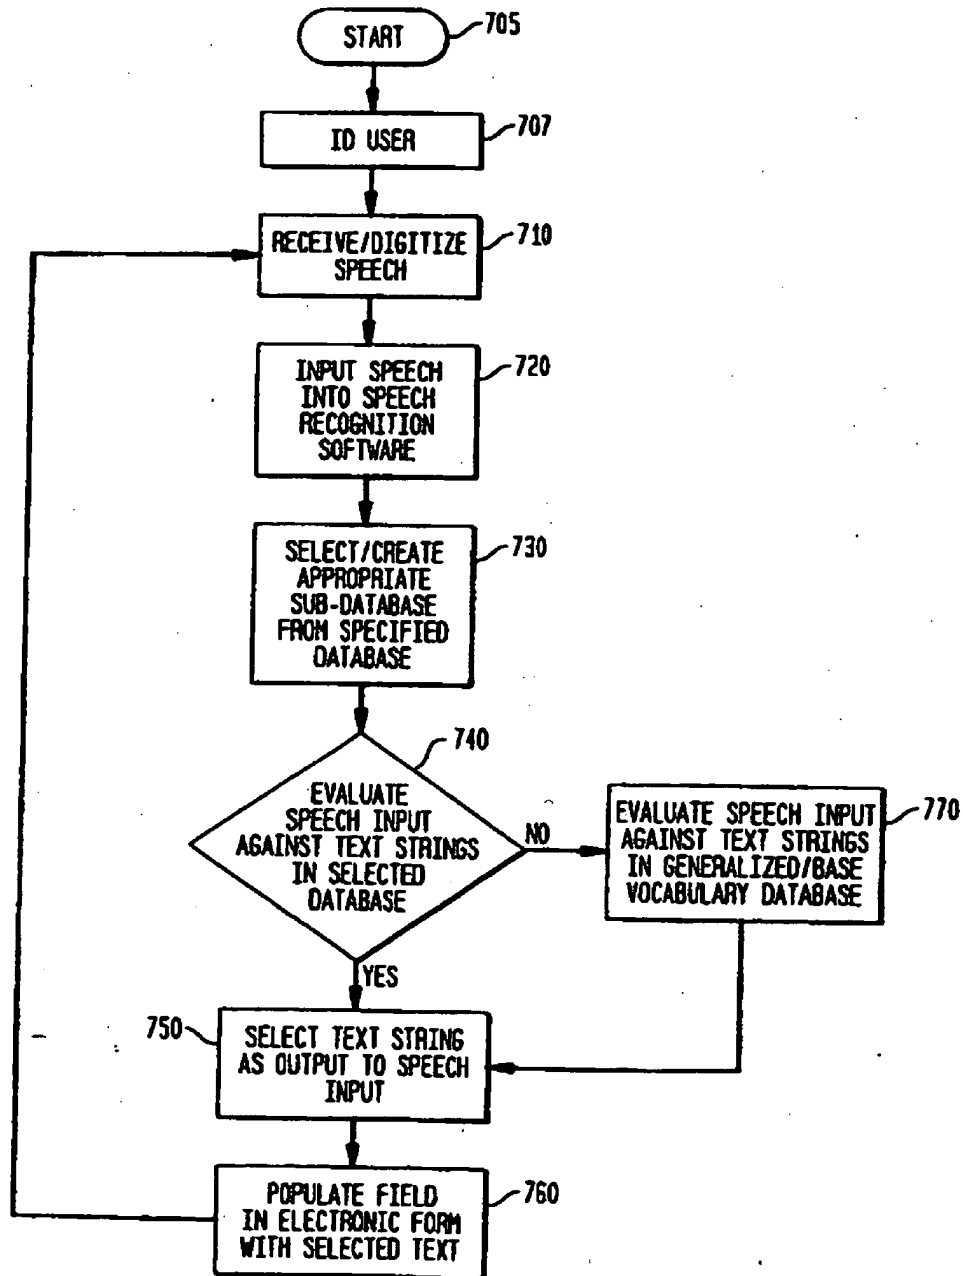 START
705
ID USER
707
RECEIVE/DIGITIZE
SPEECH
710
INPUT SPEECH
INTO SPEECH
RECOGNITION
SOFTWARE
720
SELECT/CREATE
APPROPRIATE
SUB-DATABASE
FROM SPECIFIED
DATABASE
730
EVALUATE
SPEECH INPUT
AGAINST TEXT STRINGS
IN SELECTED
DATABASE
740
NO
EVALUATE SPEECH INPUT
AGAINST TEXT STRINGS
IN GENERALIZED/BASE
VOCABULARY DATABASE
770
YES
750
SELECT TEXT STRING
AS OUTPUT TO SPEECH
INPUT
POPULATE FIELD
IN ELECTRONIC FORM
WITH SELECTED TEXT
760